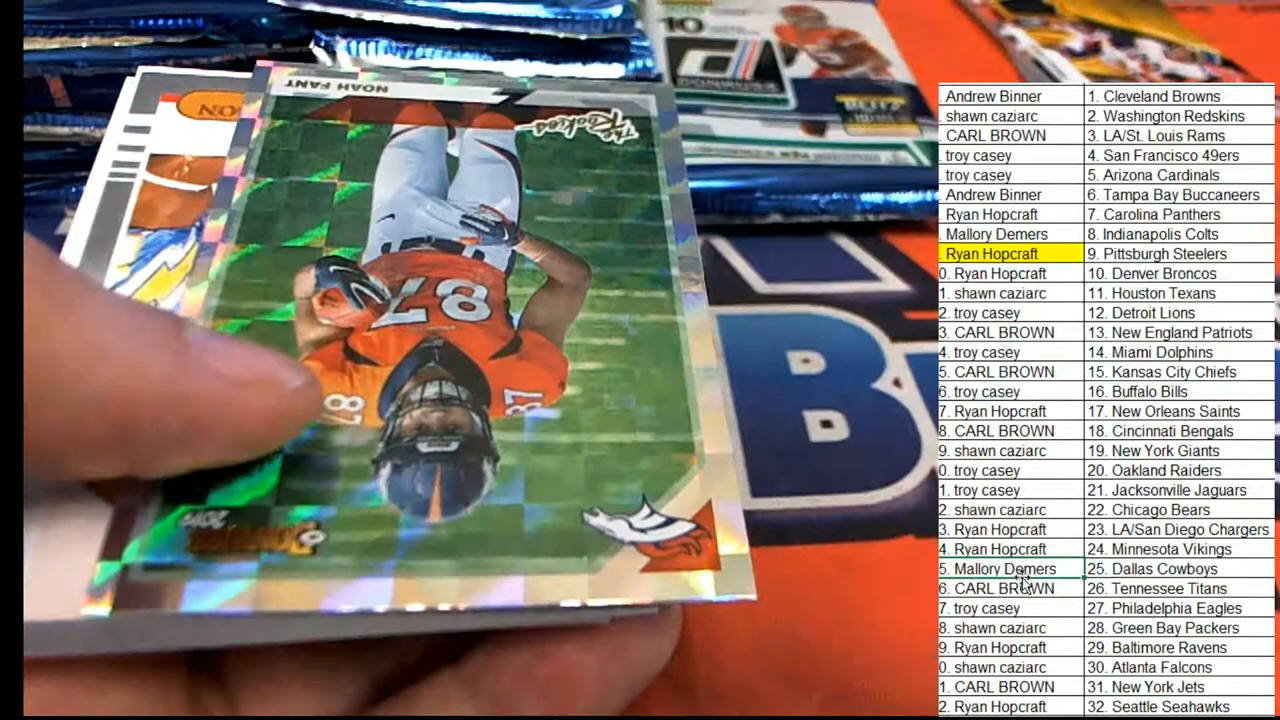 10
DONRUSS
NOAH FANT
The Rookies
87
87
87
DONRUSS
2019
B
. Andrew Binner 1. Cleveland Browns
. shawn caziarc 2. Washington Redskins
. CARL BROWN 3. LA/St. Louis Rams
. troy casey 4. San Francisco 49ers
. troy casey 5. Arizona Cardinals
. Andrew Binner 6. Tampa Bay Buccaneers
Ryan Hopcraft 7. Carolina Panthers
Mallory Demers 8. Indianapolis Colts
. Ryan Hopcraft 9. Pittsburgh Steelers
0. Ryan Hopcraft 10. Denver Broncos
1. shawn caziarc 11. Houston Texans
2. troy casey 12. Detroit Lions
3. CARL BROWN 13. New England Patriots
4. troy casey 14. Miami Dolphins
5. CARL BROWN 15. Kansas City Chiefs
6. troy casey 16. Buffalo Bills
7. Ryan Hopcraft 17. New Orleans Saints
8. CARL BROWN 18. Cincinnati Bengals
9. shawn caziarc 19. New York Giants
0. troy casey 20. Oakland Raiders
1. troy casey 21. Jacksonville Jaguars
2. shawn caziarc 22. Chicago Bears
3. Ryan Hopcraft 23. LA/San Diego Chargers
4. Ryan Hopcraft 24. Minnesota Vikings
5. Mallory Demers 25. Dallas Cowboys
6. CARL BROWN 26. Tennessee Titans
7. troy casey 27. Philadelphia Eagles
8. shawn caziarc 28. Green Bay Packers
9. Ryan Hopcraft 29. Baltimore Ravens
0. shawn caziarc 30. Atlanta Falcons
1. CARL BROWN 31. New York Jets
2. Ryan Hopcraft 32. Seattle Seahawks